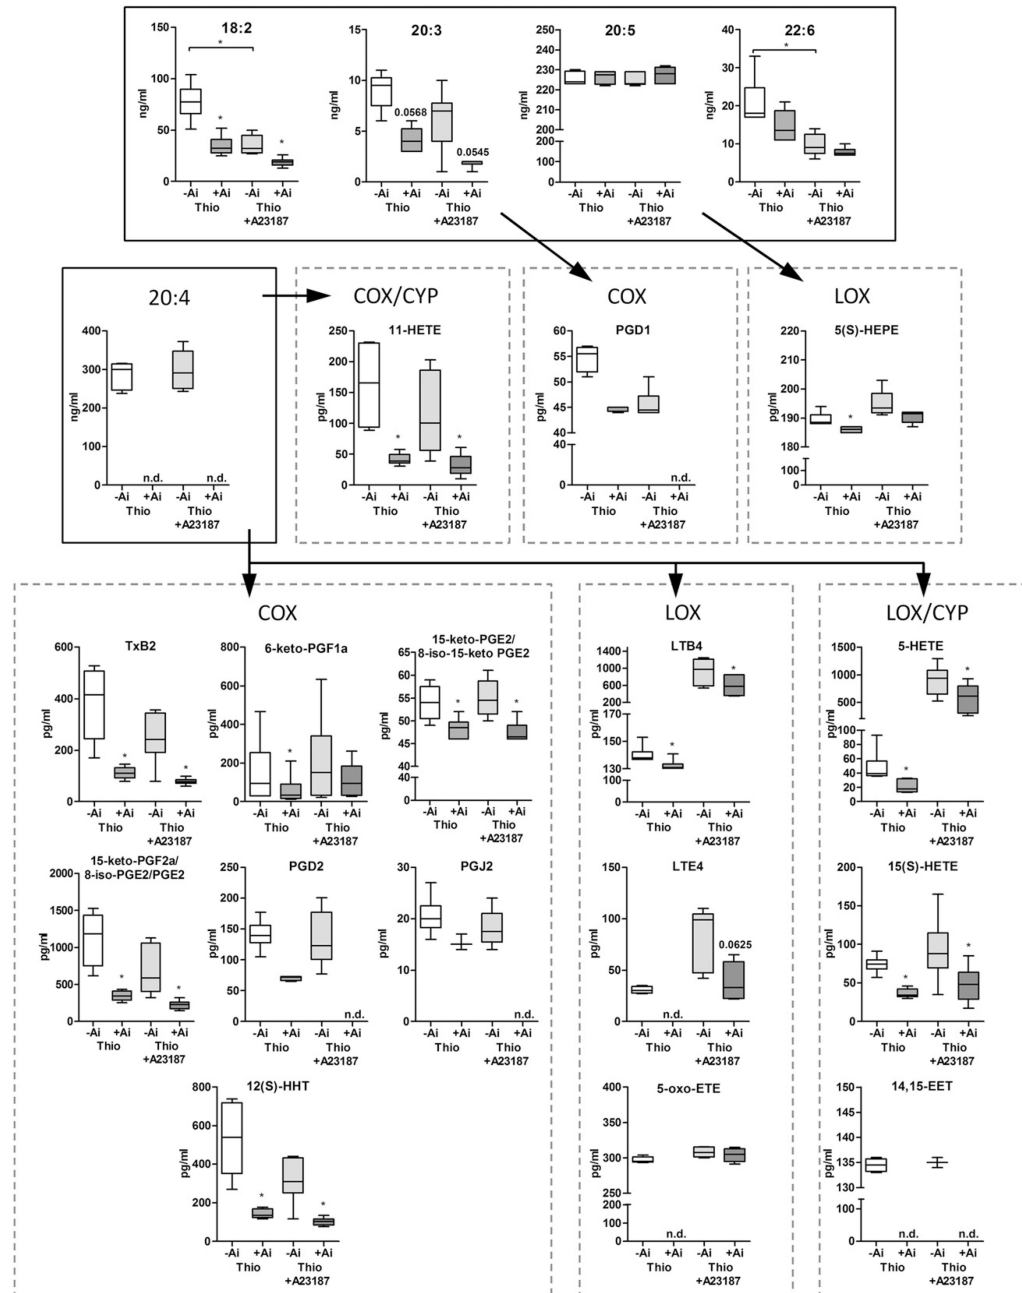 18:2
20:3
20:5
22:6
150
100
50
0
ng/ml
*
*
*
-Ai +Ai -Ai +Ai
Thio Thio
+A23187
15
10
5
0
ng/ml
0.0568
0.0545
-Ai +Ai -Ai +Ai
Thio Thio
+A23187
250
240
230
220
210
200
200
100
0
ng/ml
-Ai +Ai -Ai +Ai
Thio Thio
+A23187
40
30
20
10
0
ng/ml
*
-Ai +Ai -Ai +Ai
Thio Thio
+A23187
20:4
400
300
200
100
0
ng/ml
n.d. n.d.
-Ai +Ai -Ai +Ai
Thio Thio
+A23187
COX/CYP
11-HETE
250
200
150
100
50
0
pg/ml
* *
-Ai +Ai -Ai +Ai
Thio Thio
+A23187
COX
PGD1
60
55
50
45
40
40
0
pg/ml
n.d.
-Ai +Ai -Ai +Ai
Thio Thio
+A23187
LOX
5(S)-HEPE
220
210
200
190
180
100
0
pg/ml
*
-Ai +Ai -Ai +Ai
Thio Thio
+A23187
COX
TxB2
600
400
200
0
pg/ml
* *
-Ai +Ai -Ai +Ai
Thio Thio
+A23187
6-keto-PGF1a
800
600
400
200
0
pg/ml
*
-Ai +Ai -Ai +Ai
Thio Thio
+A23187
15-keto-PGE2/
8-iso-15-keto PGE2
65
60
55
50
45
40
40
0
pg/ml
* *
-Ai +Ai -Ai +Ai
Thio Thio
+A23187
15-keto-PGF2a/
8-iso-PGE2/PGE2
2000
1500
1000
500
0
pg/ml
* *
-Ai +Ai -Ai +Ai
Thio Thio
+A23187
PGD2
250
200
150
100
50
0
pg/ml
n.d.
-Ai +Ai -Ai +Ai
Thio Thio
+A23187
PGJ2
30
20
10
0
pg/ml
n.d.
-Ai +Ai -Ai +Ai
Thio Thio
+A23187
12(S)-HHT
800
600
400
200
0
pg/ml
* *
-Ai +Ai -Ai +Ai
Thio Thio
+A23187
LOX
LTB4
1400
1000
600
200
170
150
130
100
0
pg/ml
* *
-Ai +Ai -Ai +Ai
Thio Thio
+A23187
LTE4
150
100
50
0
pg/ml
n.d.
0.0625
-Ai +Ai -Ai +Ai
Thio Thio
+A23187
5-oxo-ETE
400
350
300
250
200
150
100
50
0
pg/ml
n.d.
-Ai +Ai -Ai +Ai
Thio Thio
+A23187
LOX/CYP
5-HETE
1500
1000
500
100
80
60
40
20
0
pg/ml
* *
-Ai +Ai -Ai +Ai
Thio Thio
+A23187
15(S)-HETE
200
150
100
50
0
pg/ml
* *
-Ai +Ai -Ai +Ai
Thio Thio
+A23187
14,15-EET
150
145
140
135
130
100
0
pg/ml
n.d. n.d.
-Ai +Ai -Ai +Ai
Thio Thio
+A23187